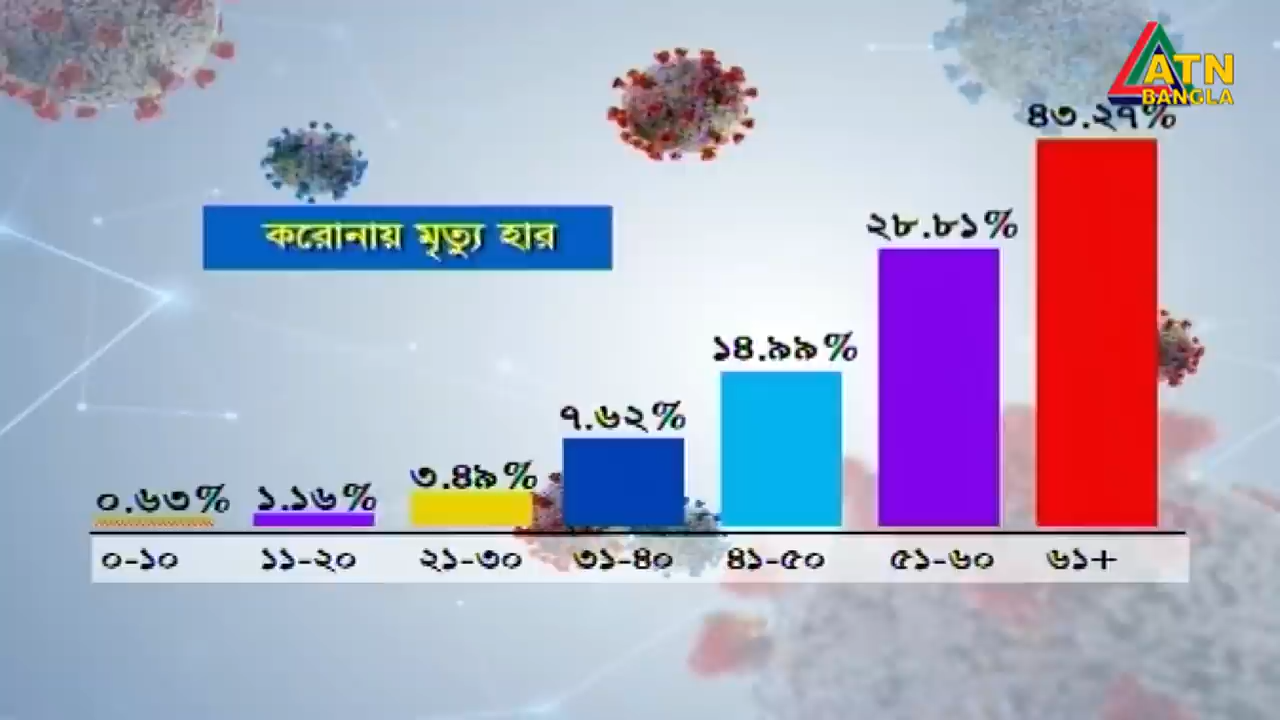 ATN
BANGLA
করোনায় মৃত্যু হার
০.৬৩% ১.১৬% ৩.৪৯% ৭.৬২% ১৪.৯৯% ২৮.৮১% ৪৩.২৭%
০-১০ ১১-২০ ২১-৩০ ৩১-৪০ ৪১-৫০ ৫১-৬০ ৬১+